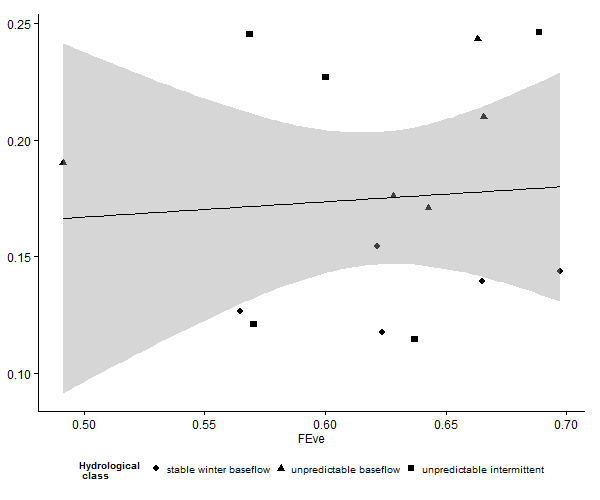 0.25
0.20
0.15
0.10
0.50 0.55 0.60 0.65 0.70
FEve
Hydrological
class
stable winter baseflow unpredictable baseflow unpredictable intermittent